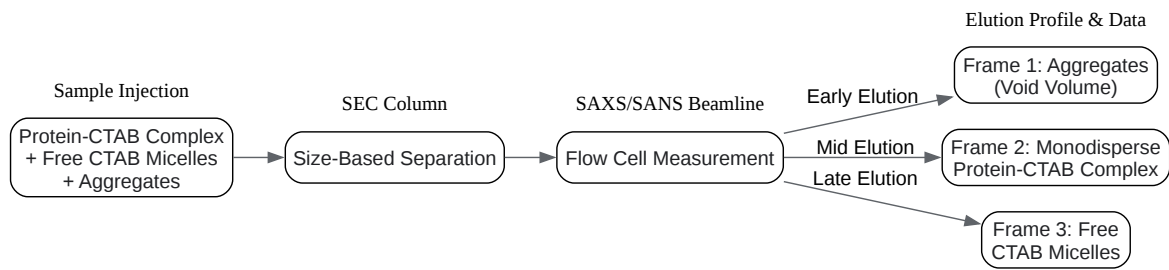 Elution Profile & Data
Sample Injection
SEC Column
SAXS/SANS Beamline
Protein-CTAB Complex
+ Free CTAB Micelles
+ Aggregates
Size-Based Separation
Flow Cell Measurement
Early Elution
Mid Elution
Late Elution
Frame 1: Aggregates
(Void Volume)
Frame 2: Monodisperse
Protein-CTAB Complex
Frame 3: Free
CTAB Micelles